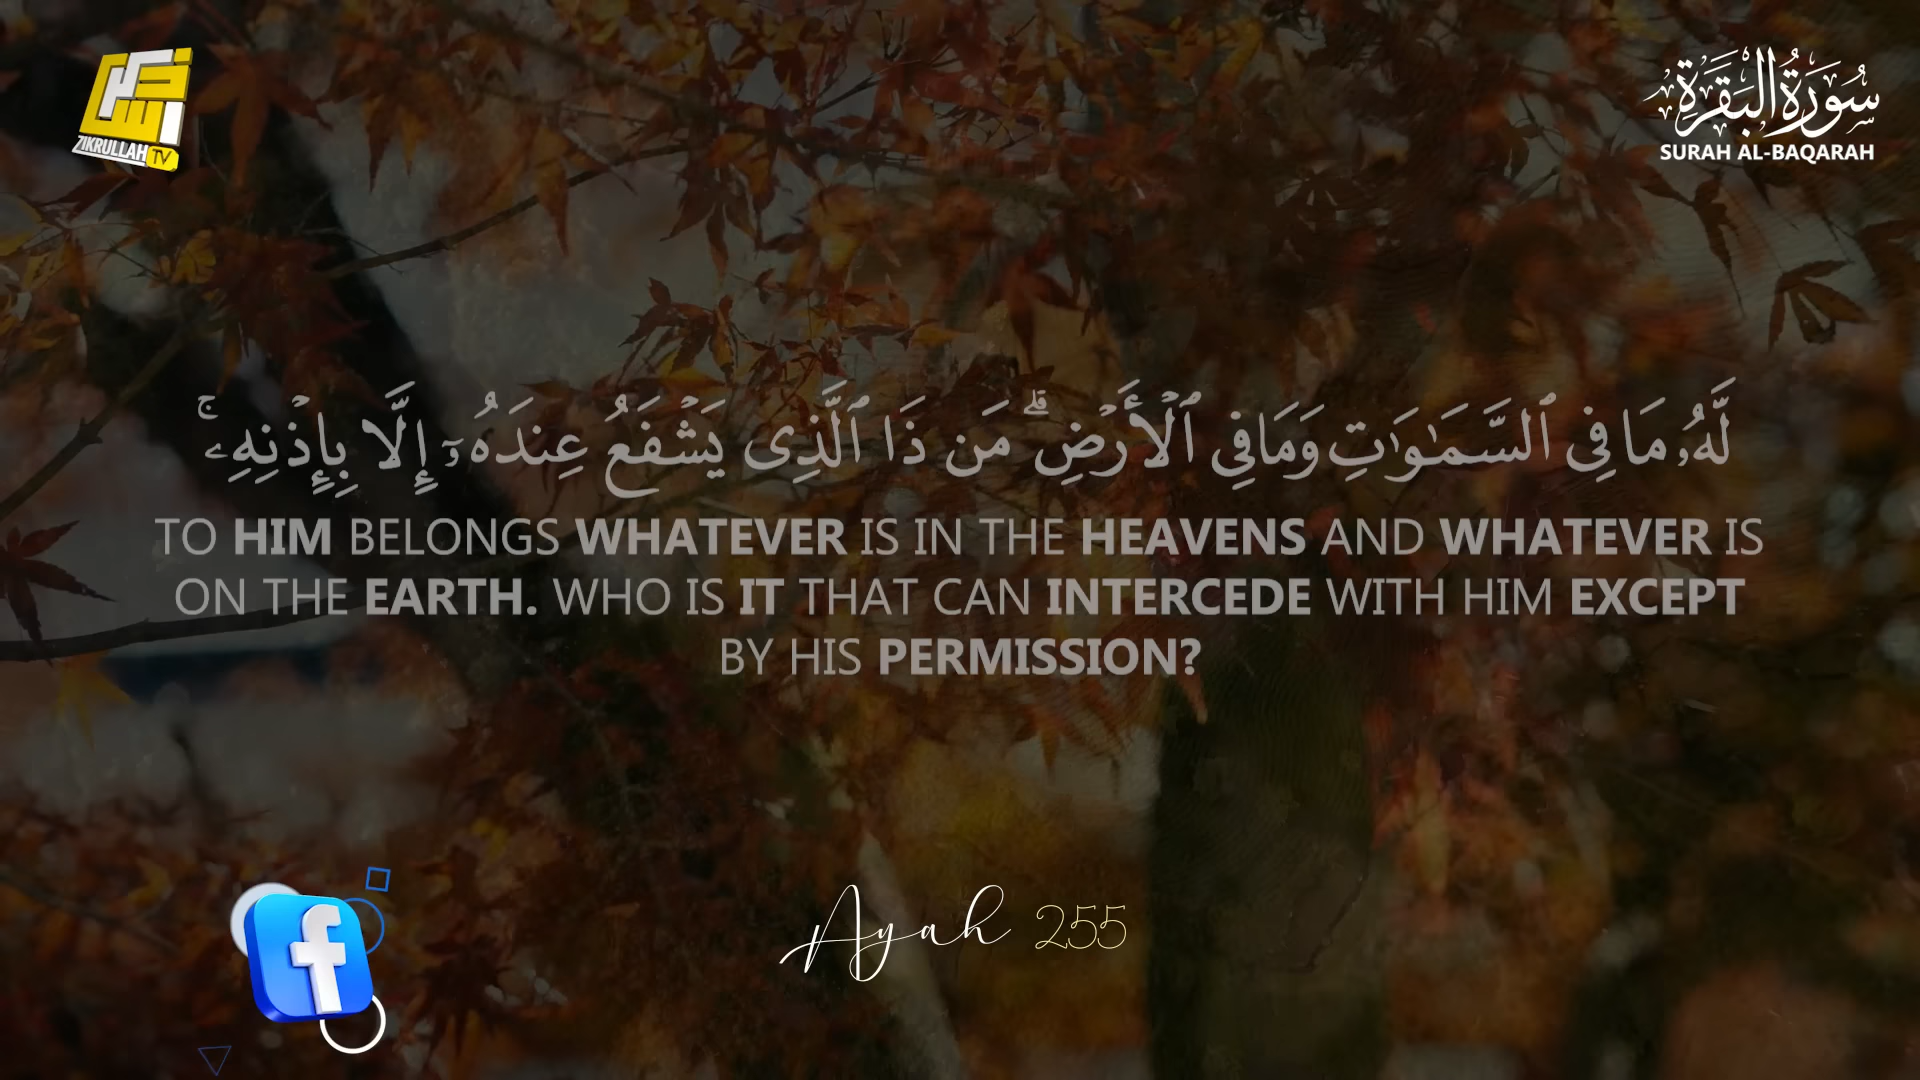 ذكر الله
ZIKRULLAH TV
سُورَةُ البَقَرَةِ
SURAH AL-BAQARAH
لَّهُۥ مَا فِى ٱلسَّمَـٰوَٰتِ وَمَا فِى ٱلْأَرْضِ ۗ مَن ذَا ٱلَّذِى يَشْفَعُ عِندَهُۥٓ إِلَّا بِإِذْنِهِۦ ۚ
TO HIM BELONGS WHATEVER IS IN THE HEAVENS AND WHATEVER IS
ON THE EARTH. WHO IS IT THAT CAN INTERCEDE WITH HIM EXCEPT
BY HIS PERMISSION?
f
Ayah 255